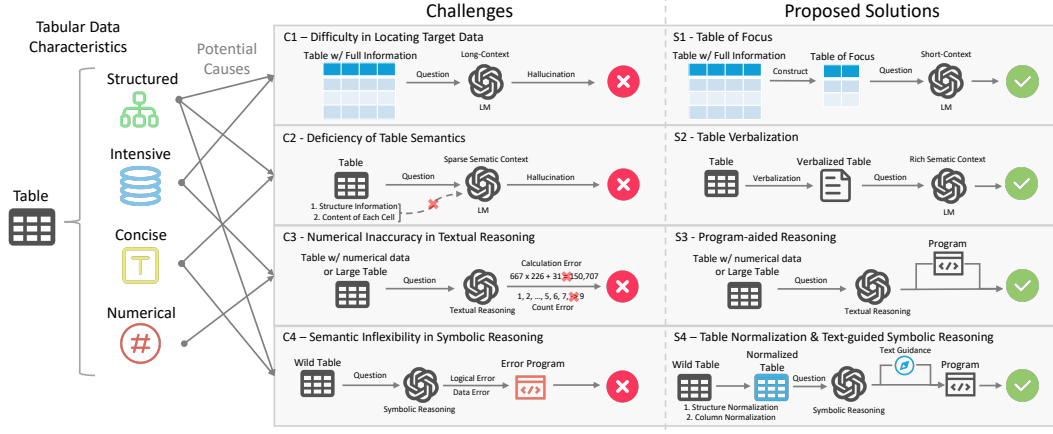 Challenges
Proposed Solutions
Tabular Data
Characteristics
Potential
Causes
Table
Structured
Intensive
Concise
T
Numerical
#
C1 – Difficulty in Locating Target Data
Table w/ Full Information
Question
Long-Context
LM
Hallucination
S1 - Table of Focus
Table w/ Full Information
Construct
Table of Focus
Question
Short-Context
LM
C2 - Deficiency of Table Semantics
Table
Question
Sparse Sematic Context
LM
Hallucination
1. Structure Information
2. Content of Each Cell
S2 - Table Verbalization
Table
Verbalization
Verbalized Table
Question
Rich Sematic Context
LM
C3 - Numerical Inaccuracy in Textual Reasoning
Table w/ numerical data
or Large Table
Question
Textual Reasoning
Calculation Error
667 x 226 + 31=150,707
1, 2, ..., 5, 6, 7, 9
Count Error
S3 - Program-aided Reasoning
Table w/ numerical data
or Large Table
Question
Textual Reasoning
Program
C4 – Semantic Inflexibility in Symbolic Reasoning
Wild Table
Question
Symbolic Reasoning
Logical Error
Data Error
Error Program
S4 – Table Normalization & Text-guided Symbolic Reasoning
Wild Table
1. Structure Normalization
2. Column Normalization
Normalized
Table
Question
Symbolic Reasoning
Text Guidance
Program